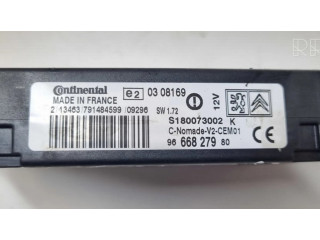 RRR
Continental
e2
03 08169
MADE IN FRANCE
12V
2 13463 791484599 09296 SW 1.72
S180073002 K
C-Nomade-V2-CEM01
96 668 279 80